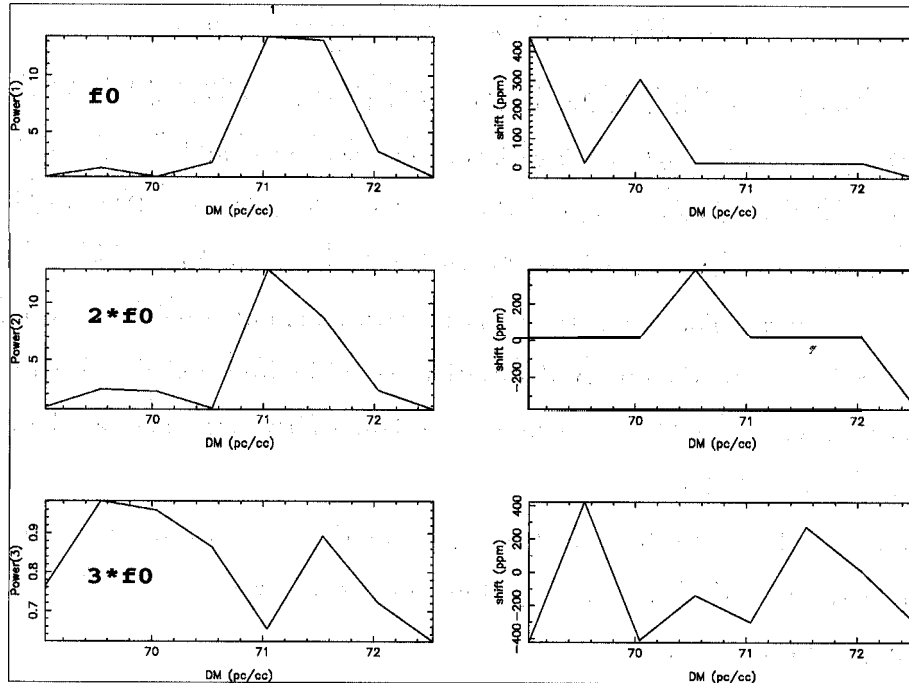 f0
Power(1)
5
10
70
71
72
DM (pc/cc)
shift (ppm)
0
100
200
300
400
70
71
72
DM (pc/cc)
2*f0
Power(2)
5
10
70
71
72
DM (pc/cc)
shift (ppm)
-200
0
200
70
71
72
DM (pc/cc)
3*f0
Power(3)
0.7
0.8
0.9
70
71
72
DM (pc/cc)
shift (ppm)
-400
-200
0
200
400
70
71
72
DM (pc/cc)